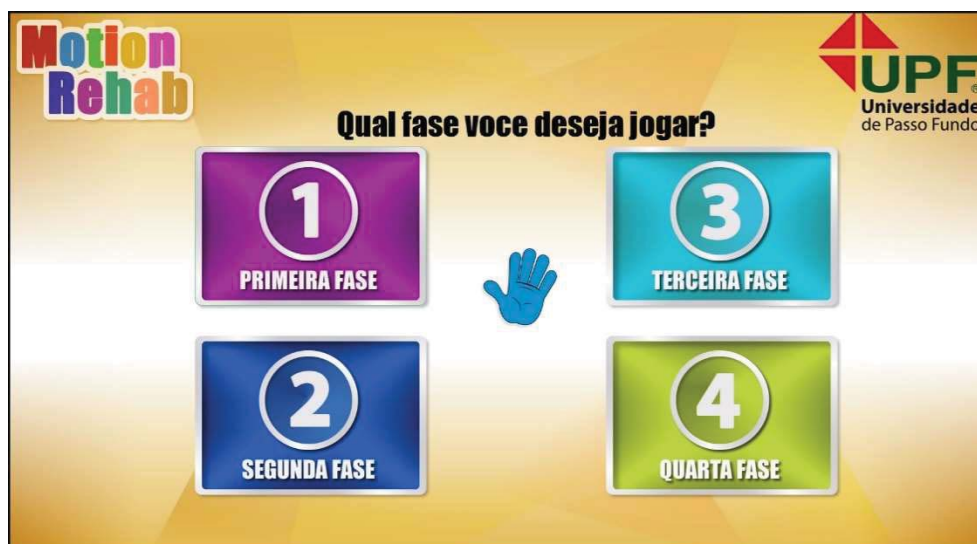 Motion
Rehab
UPF
Universidade
de Passo Fundo
Qual fase voce deseja jogar?
1
PRIMEIRA FASE
2
SEGUNDA FASE
3
TERCEIRA FASE
4
QUARTA FASE